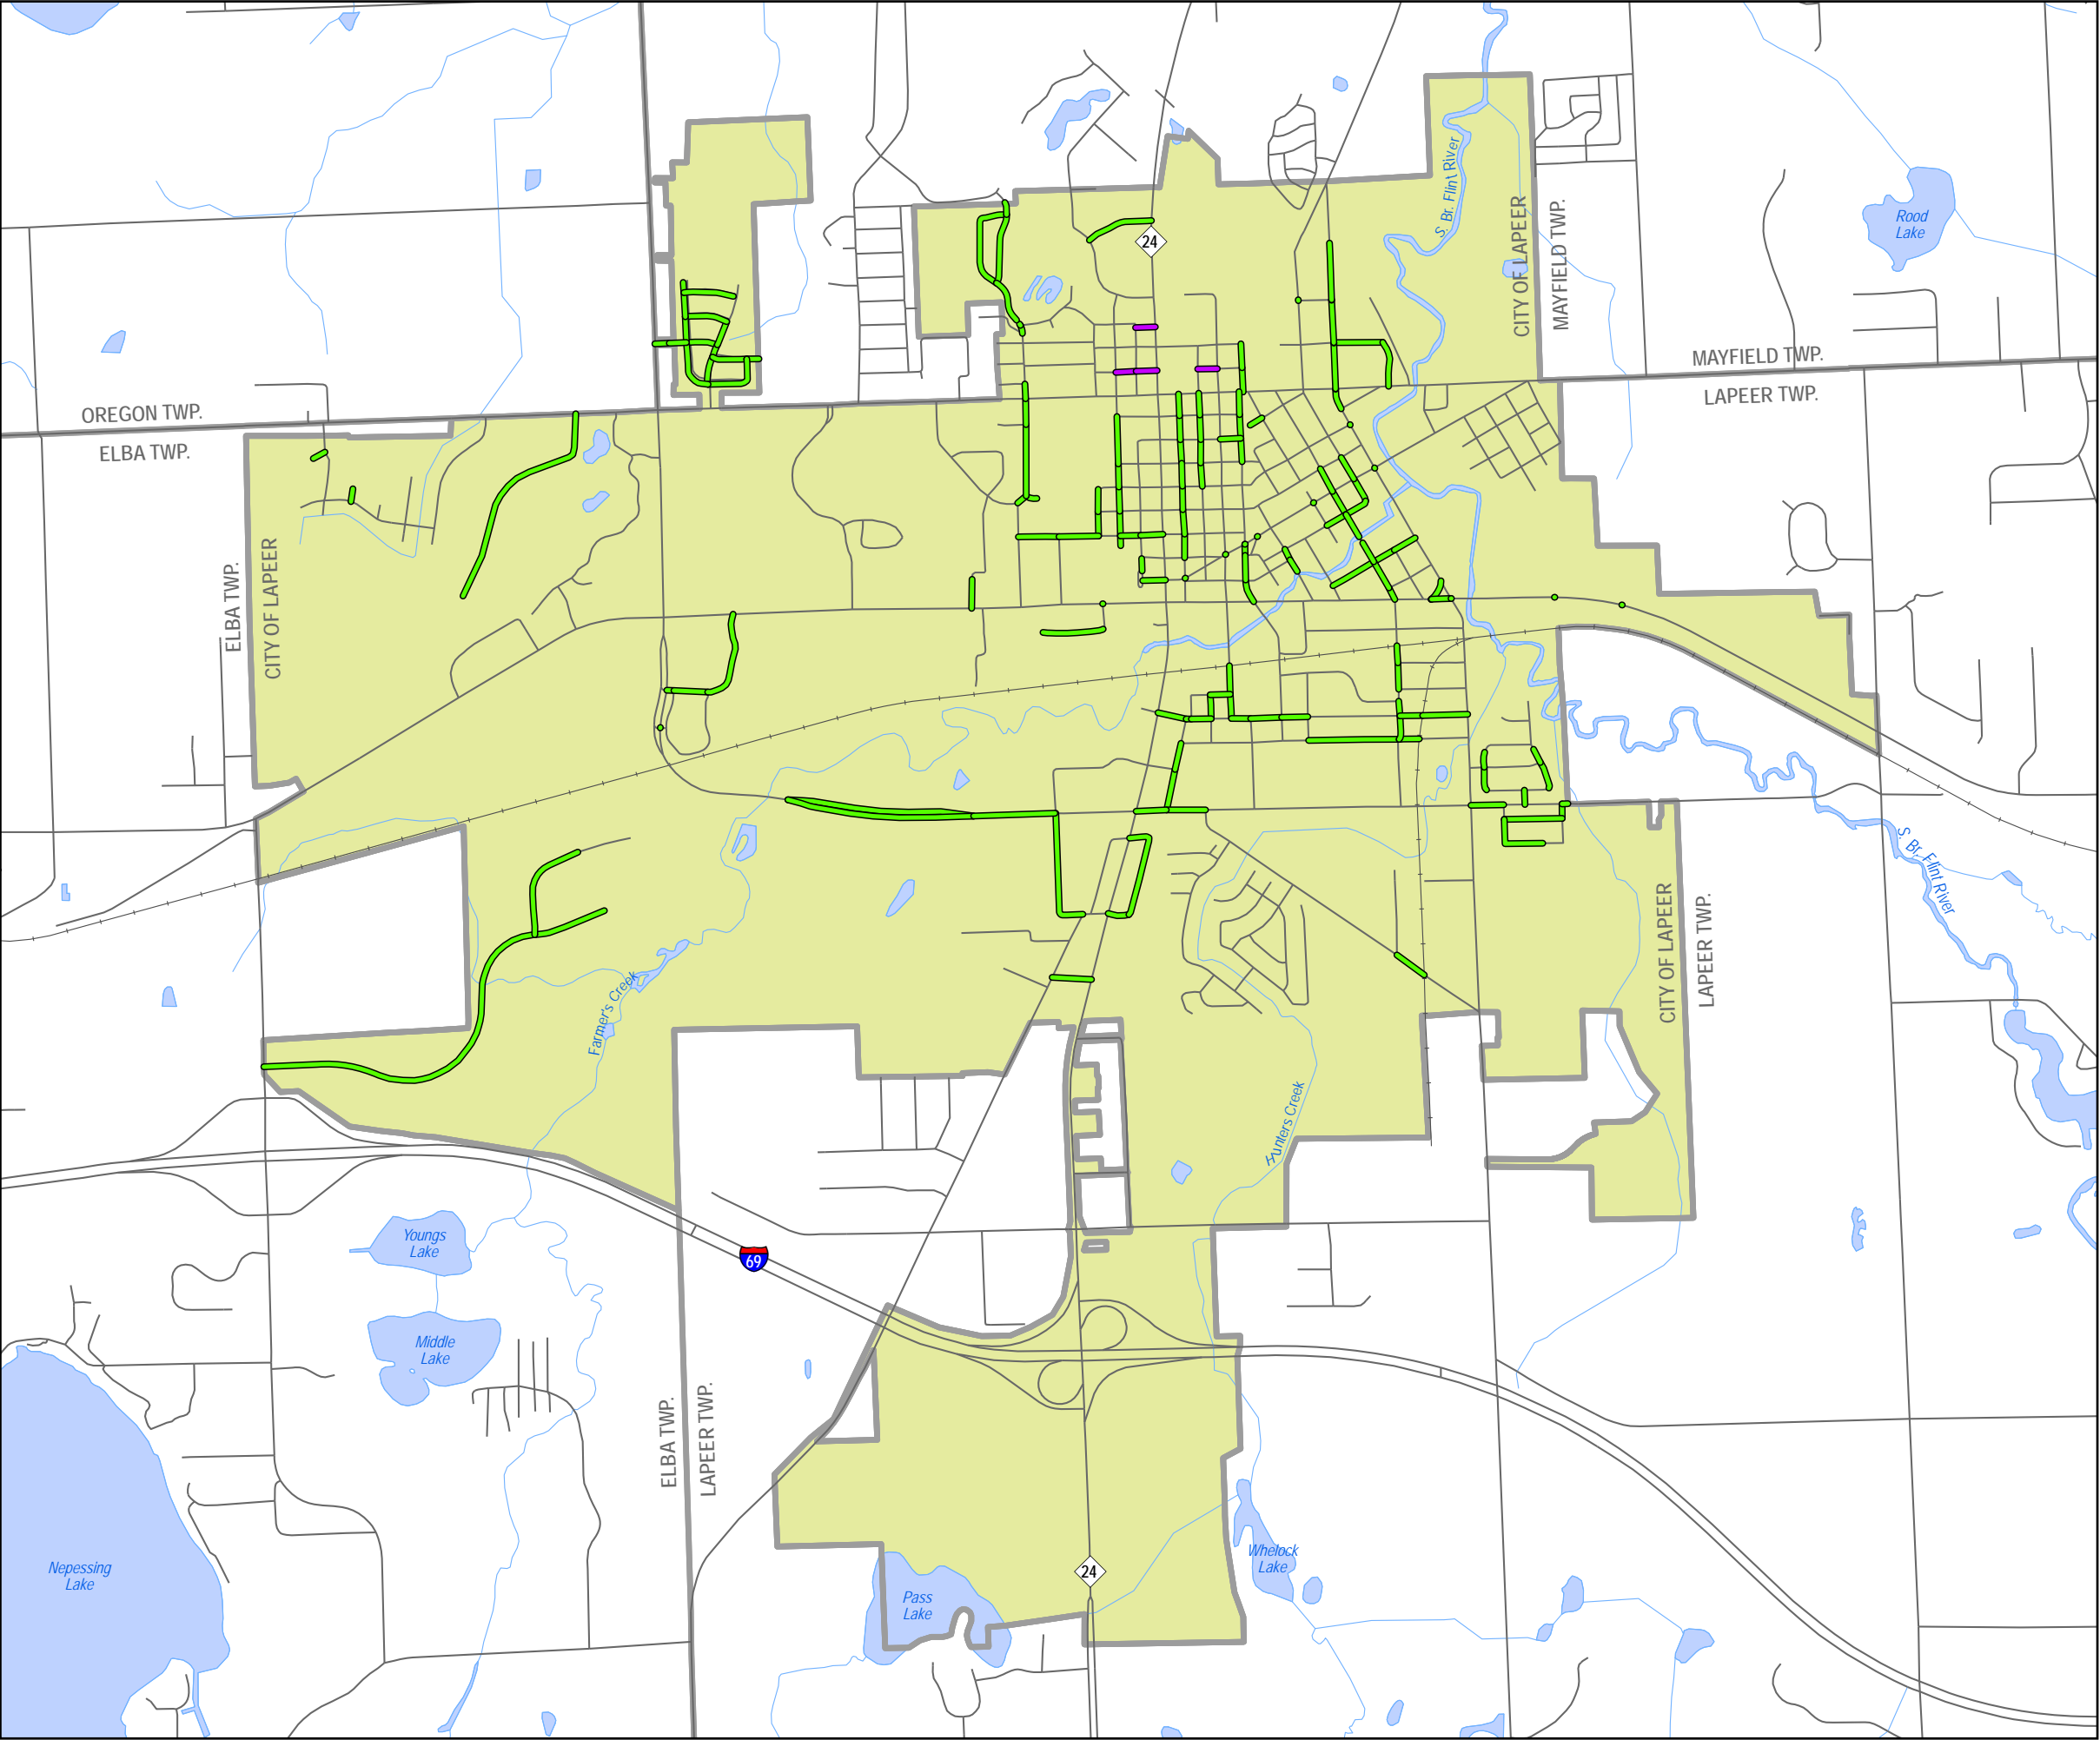 S. Br. Flint River
CITY OF LAPEER
MAYFIELD TWP.
Rood
Lake
24
MAYFIELD TWP.
LAPEER TWP.
OREGON TWP.
ELBA TWP.
ELBA TWP.
CITY OF LAPEER
S. Br. Flint River
CITY OF LAPEER
LAPEER TWP.
Farmer's Creek
Hunters Creek
Youngs
Lake
69
Middle
Lake
ELBA TWP.
LAPEER TWP.
Nepessing
Lake
Pass
Lake
24
Whelock
Lake